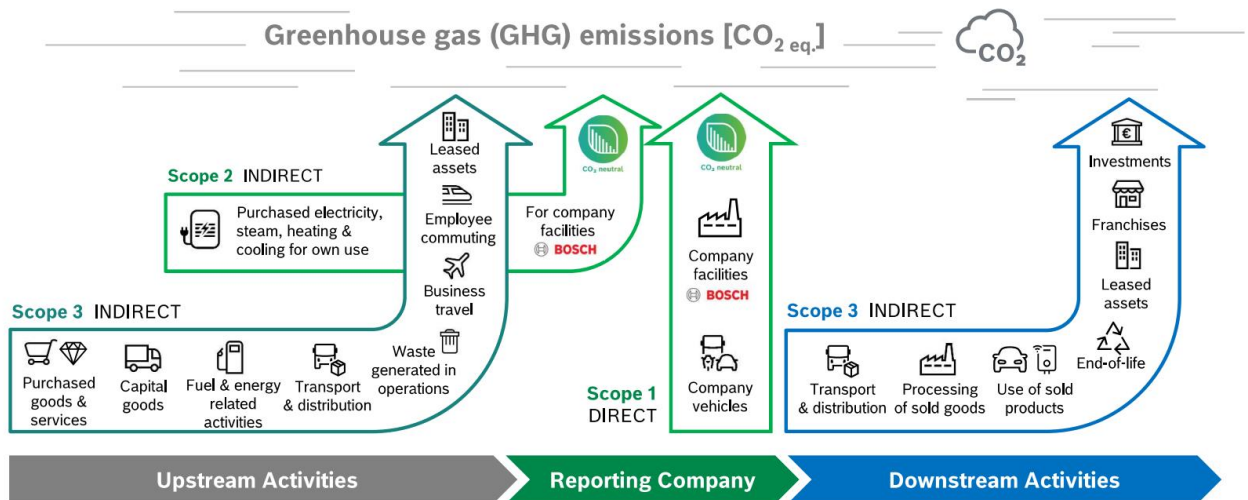 Greenhouse gas (GHG) emissions [CO2 eq.]
CO2
Scope 2 INDIRECT
Purchased electricity,
steam, heating &
cooling for own use
For company
facilities
BOSCH
CO2 neutral
Scope 3 INDIRECT
Purchased
goods &
services
Capital
goods
Fuel & energy
related
activities
Transport
& distribution
Waste
generated in
operations
Business
travel
Employee
commuting
Leased
assets
Scope 1
DIRECT
CO2 neutral
Company
facilities
BOSCH
Company
vehicles
Scope 3 INDIRECT
Transport
& distribution
Processing
of sold goods
Use of sold
products
End-of-life
Leased
assets
Franchises
€
Investments
Upstream Activities
Reporting Company
Downstream Activities